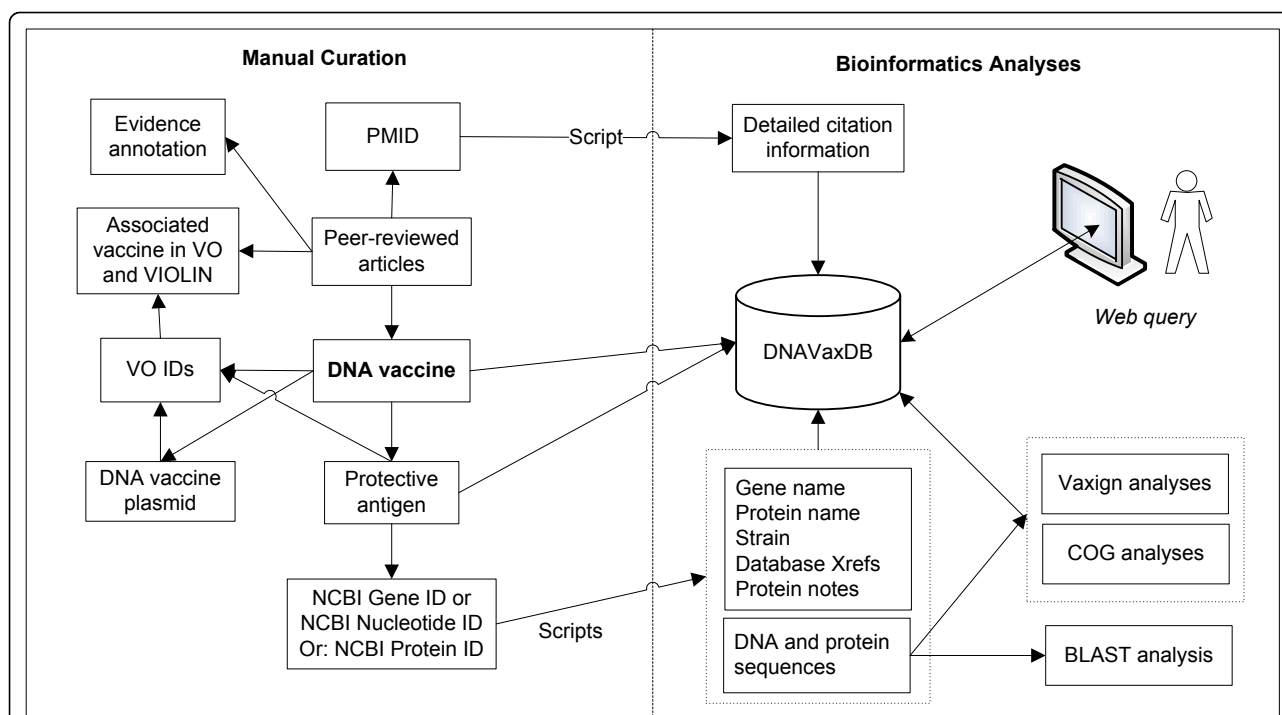 Manual Curation
Evidence
annotation
PMID
Script
Associated
vaccine in VO
and VIOLIN
Peer-reviewed
articles
VO IDs
DNA vaccine
DNA vaccine
plasmid
Protective
antigen
NCBI Gene ID or
NCBI Nucleotide ID
Or: NCBI Protein ID
Scripts
Bioinformatics Analyses
Detailed citation
information
Web query
DNAVaxDB
Gene name
Protein name
Strain
Database Xrefs
Protein notes
DNA and protein
sequences
Vaxign analyses
COG analyses
BLAST analysis